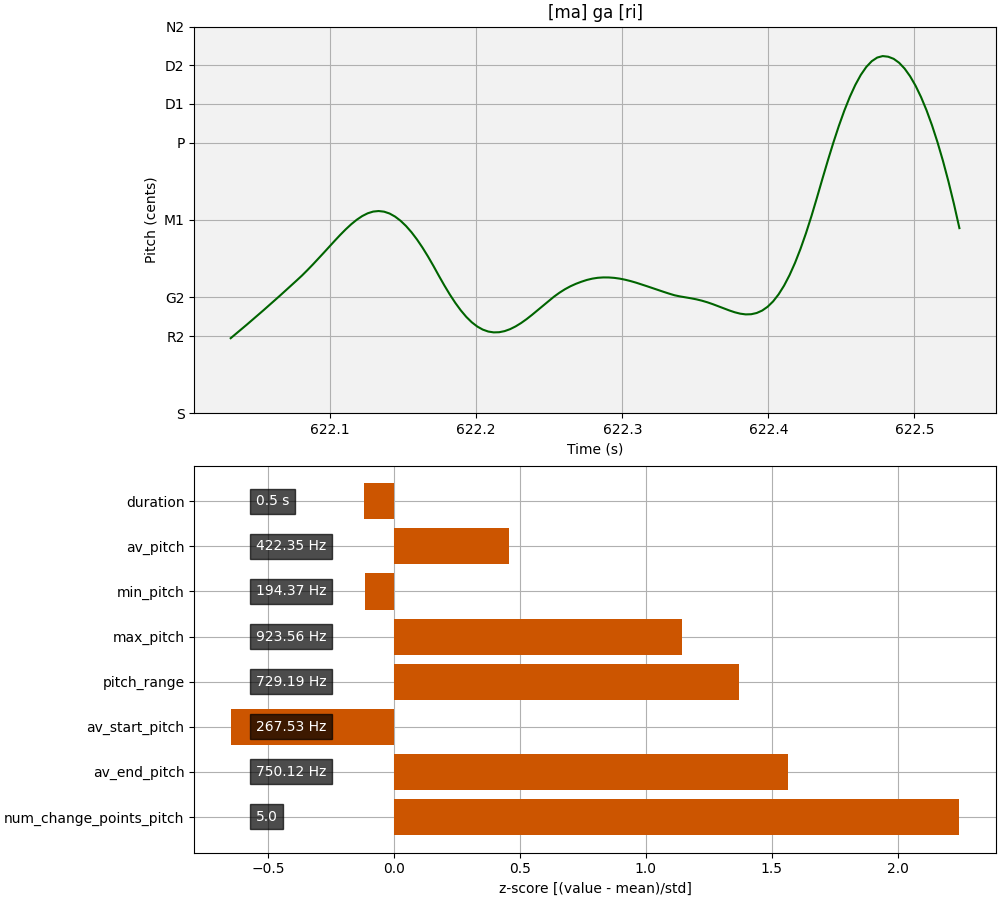 [ma] ga [ri]
N2
D2
D1
P
M1
G2
R2
S
Pitch (cents)
622.1 622.2 622.3 622.4 622.5
Time (s)
duration 0.5 s
av_pitch 422.35 Hz
min_pitch 194.37 Hz
max_pitch 923.56 Hz
pitch_range 729.19 Hz
av_start_pitch 267.53 Hz
av_end_pitch 750.12 Hz
num_change_points_pitch 5.0
−0.5 0.0 0.5 1.0 1.5 2.0
z-score [(value - mean)/std]